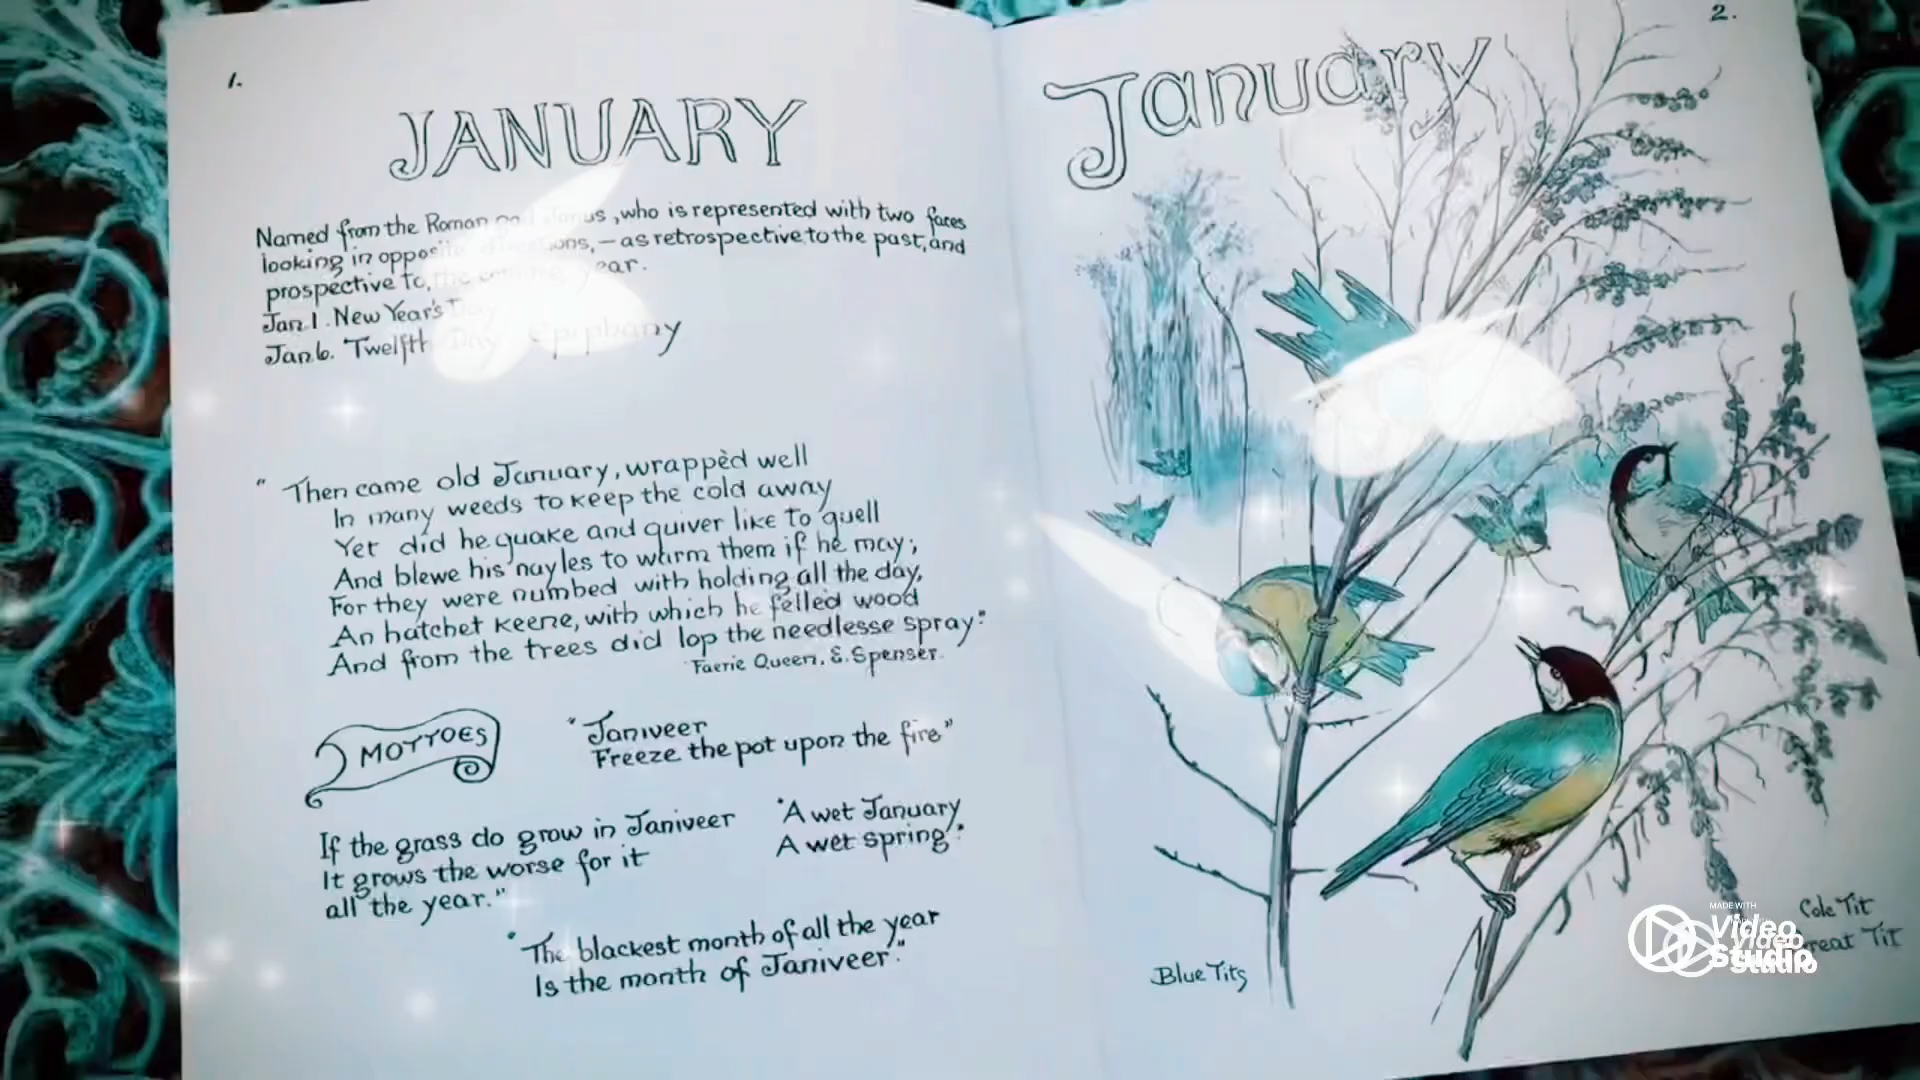 1.
JANUARY
Named from the Roman god Janus, who is represented with two faces
looking in opposite directions, — as retrospective to the past, and
prospective to, the coming year.
Jan 1. New Year's Day
Jan 6. Twelfth Day Epiphany
" Then came old January, wrappèd well
In many weeds to keep the cold away
Yet did he quake and quiver like to quell
And blewe his nayles to warm them if he may;
For they were numbed with holding all the day,
An hatchet keene, with which he felled wood
And from the trees did lop the needlesse spray."
Faerie Queen. E. Spenser.
MOTTOES
"Janiveer
Freeze the pot upon the fire"
If the grass do grow in Janiveer
It grows the worse for it
all the year."
"A wet January
A wet spring".
"The blackest month of all the year
Is the month of Janiveer."
2.
January
Blue Tits
Cole Tit
Great Tit
MADE WITH
Video
Studio
Video
Studio